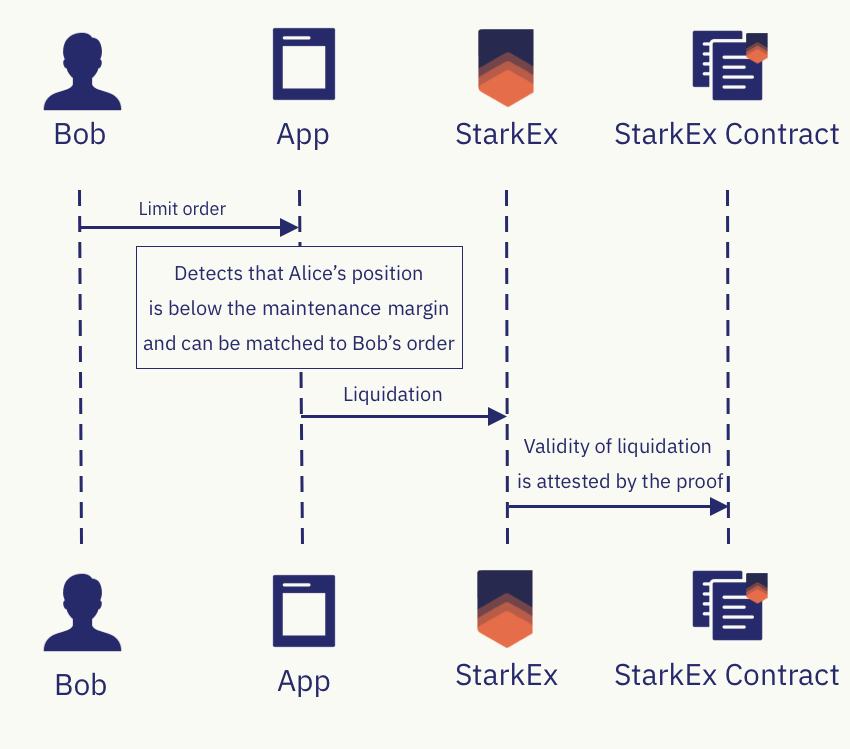 Bob
App
StarkEx
StarkEx Contract
Limit order
Detects that Alice’s position
is below the maintenance margin
and can be matched to Bob’s order
Liquidation
Validity of liquidation
is attested by the proof
Bob
App
StarkEx
StarkEx Contract